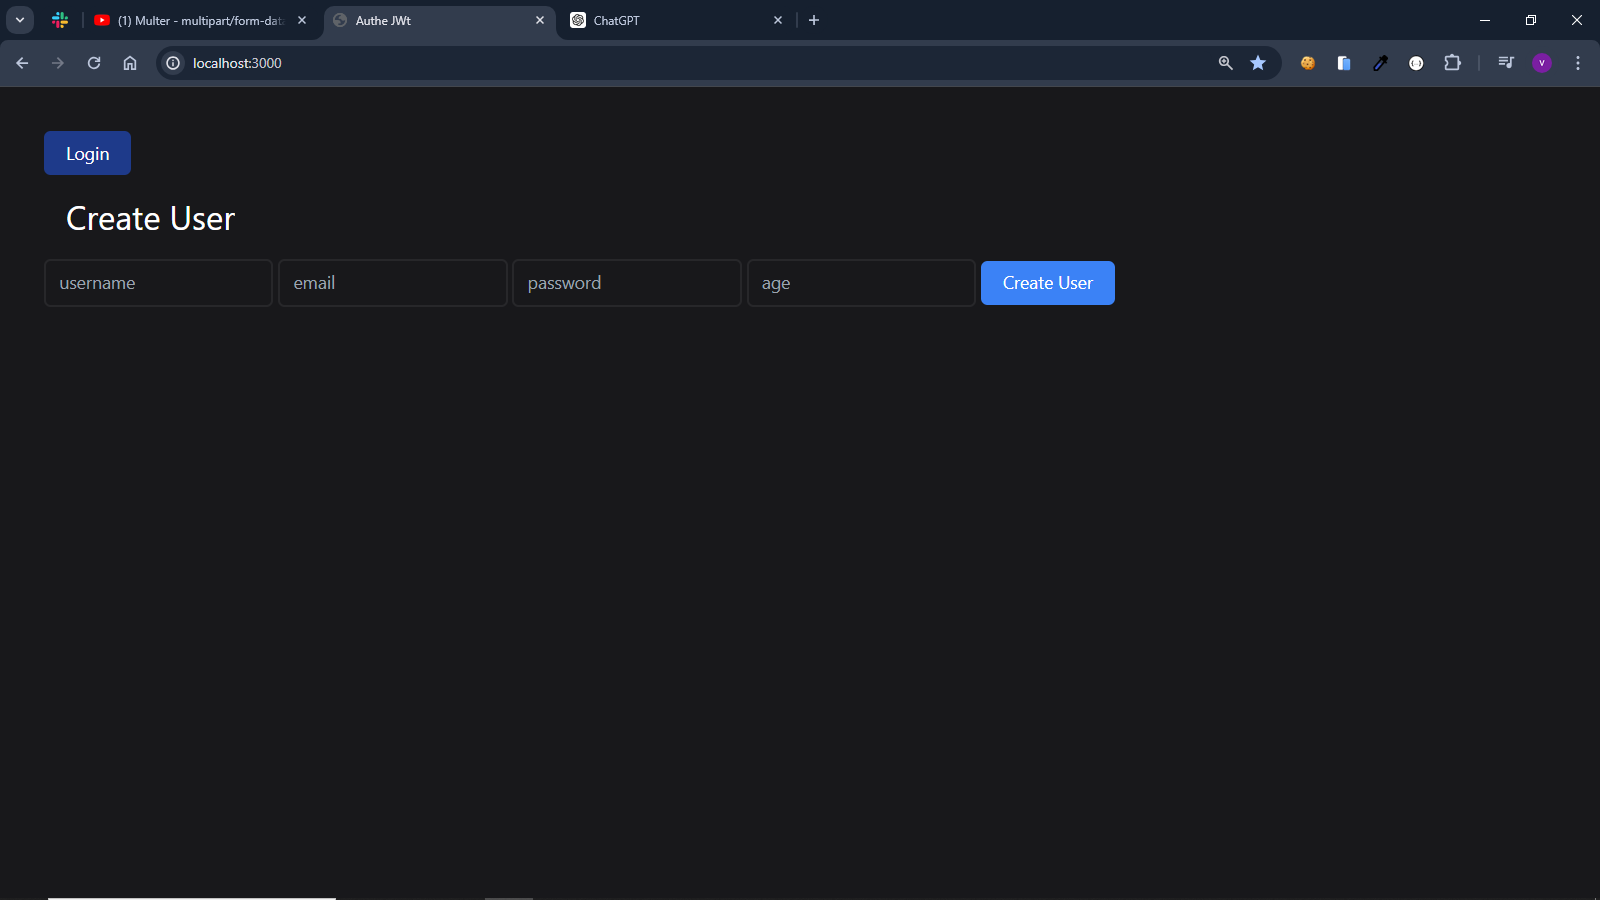 (1) Multer - multipart/form-dat
Authe JWt
ChatGPT
localhost:3000
V
Login
Create User
username
email
password
age
Create User